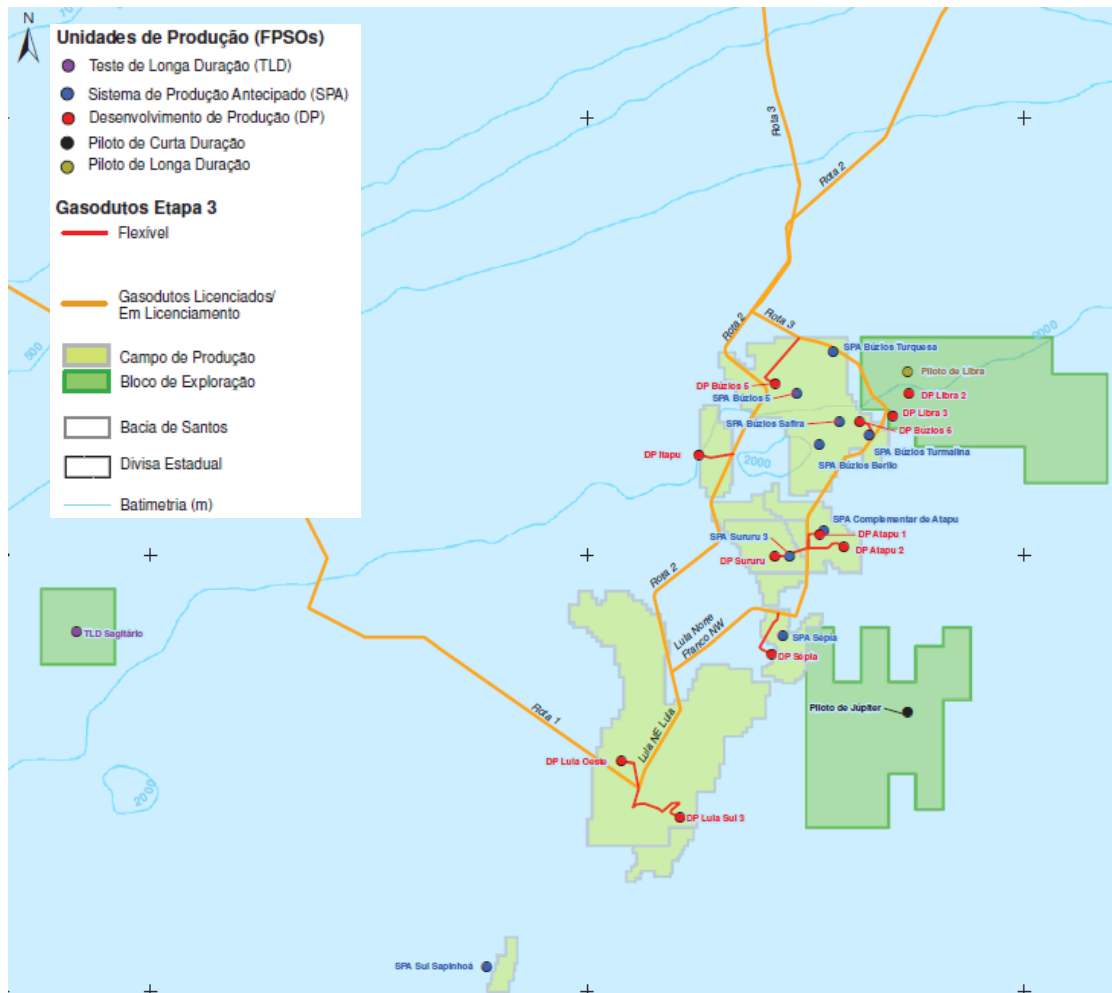 N
Unidades de Produção (FPSOs)
Teste de Longa Duração (TLD)
Sistema de Produção Antecipado (SPA)
Desenvolvimento de Produção (DP)
Piloto de Curta Duração
Piloto de Longa Duração
Gasodutos Etapa 3
Flexível
Gasodutos Licenciados/
Em Licenciamento
Campo de Produção
Bloco de Exploração
Bacia de Santos
Divisa Estadual
Batimetria (m)
500
Rota 3
Rota 2
Rota 2
Rota 3
2000
SPA Búzios Turquesa
Piloto de Libra
DP Búzios 5
SPA Búzios 5
DP Libra 2
DP Libra 3
SPA Búzios Safira
DP Búzios 6
SPA Búzios Turmalina
SPA Búzios Berilo
DP Itapu
2000
SPA Complementar de Atapu
DP Atapu 1
SPA Sururu 3
DP Atapu 2
DP Sururu
Rota 2
TLD Sagitário
Lula Norte
Franco NW
SPA Sépia
DP Sépia
Piloto de Júpiter
Rota 1
Lula NE Lula
DP Lula Oeste
2000
DP Lula Sul 3
SPA Sul Sapinhoá